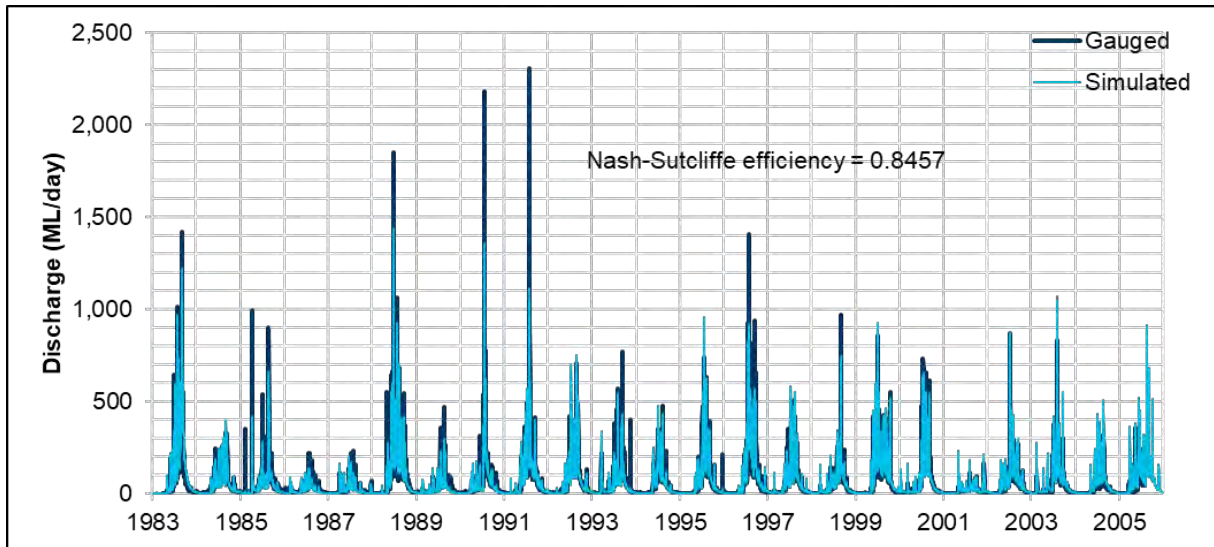 2,500
2,000
1,500
1,000
500
0
Discharge (ML/day)
Gauged
Simulated
Nash-Sutcliffe efficiency = 0.8457
1983 1985 1987 1989 1991 1993 1995 1997 1999 2001 2003 2005